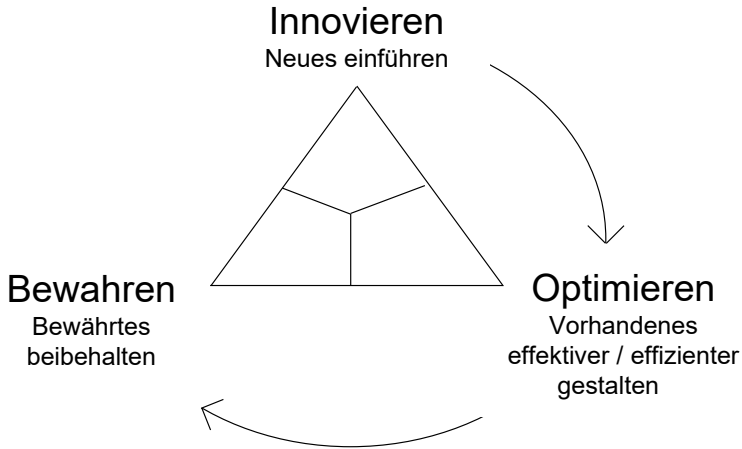 Innovieren
Neues einführen
Bewahren
Bewährtes
beibehalten
Optimieren
Vorhandenes
effektiver / effizienter
gestalten